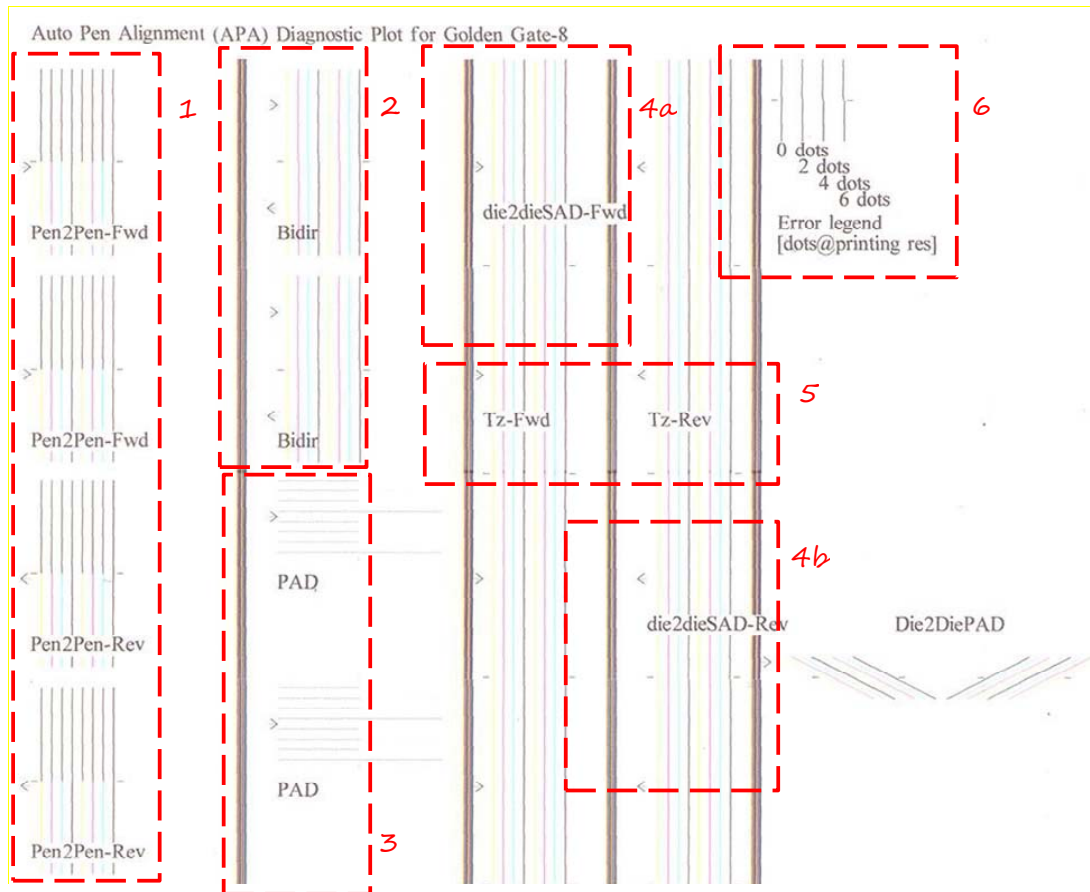 Auto Pen Alignment (APA) Diagnostic Plot for Golden Gate-8
1
2
4a
6
0 dots
2 dots
4 dots
6 dots
Error legend
[dots@printing res]
Pen2Pen-Fwd
Bidir
die2dieSAD-Fwd
5
Pen2Pen-Fwd
Bidir
Tz-Fwd
Tz-Rev
4b
PAD
Pen2Pen-Rev
die2dieSAD-Rev
Die2DiePAD
PAD
3
Pen2Pen-Rev